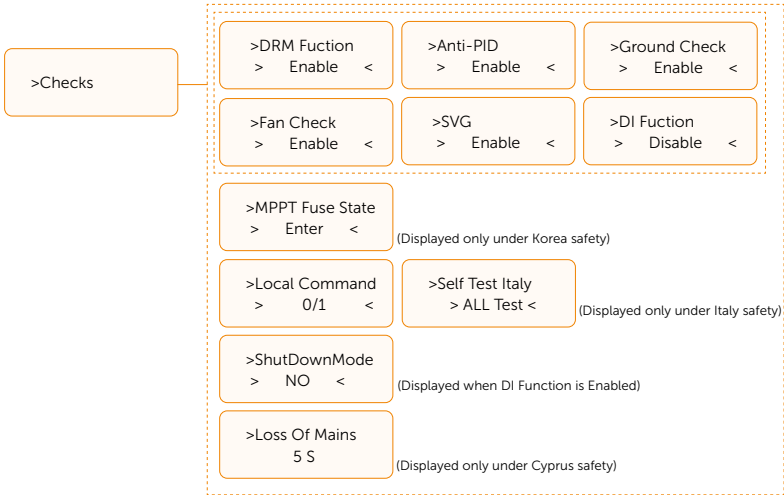 >Checks
>DRM Fuction
> Enable <
>Anti-PID
> Enable <
>Ground Check
> Enable <
>Fan Check
> Enable <
>SVG
> Enable <
>DI Fuction
> Disable <
>MPPT Fuse State
> Enter <
(Displayed only under Korea safety)
>Local Command
> 0/1 <
>Self Test Italy
> ALL Test <
(Displayed only under Italy safety)
>ShutDownMode
> NO <
(Displayed when DI Function is Enabled)
>Loss Of Mains
5 S
(Displayed only under Cyprus safety)